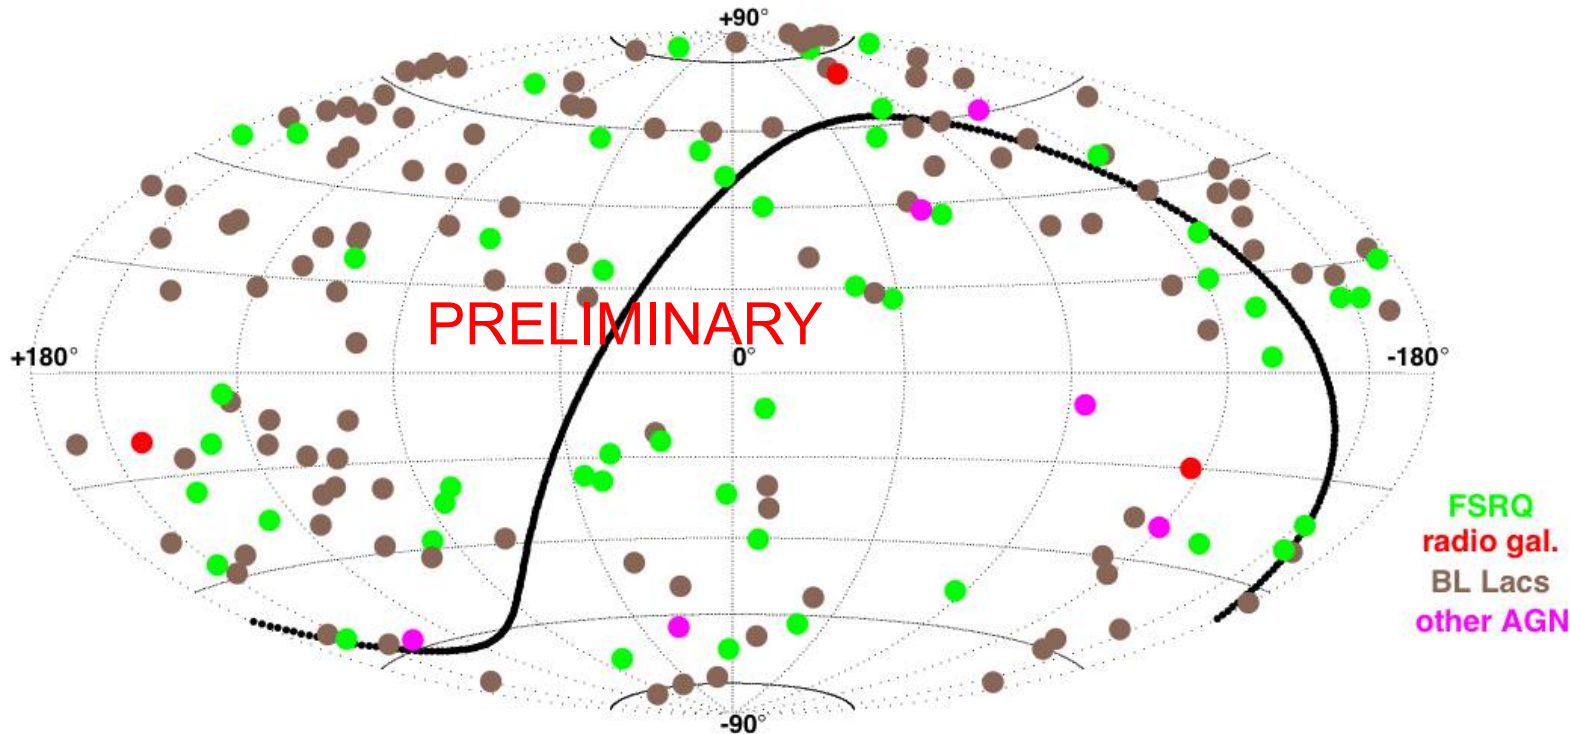 +90°
PRELIMINARY
+180°
0°
-180°
FSRQ
radio gal.
BL Lacs
other AGN
-90°